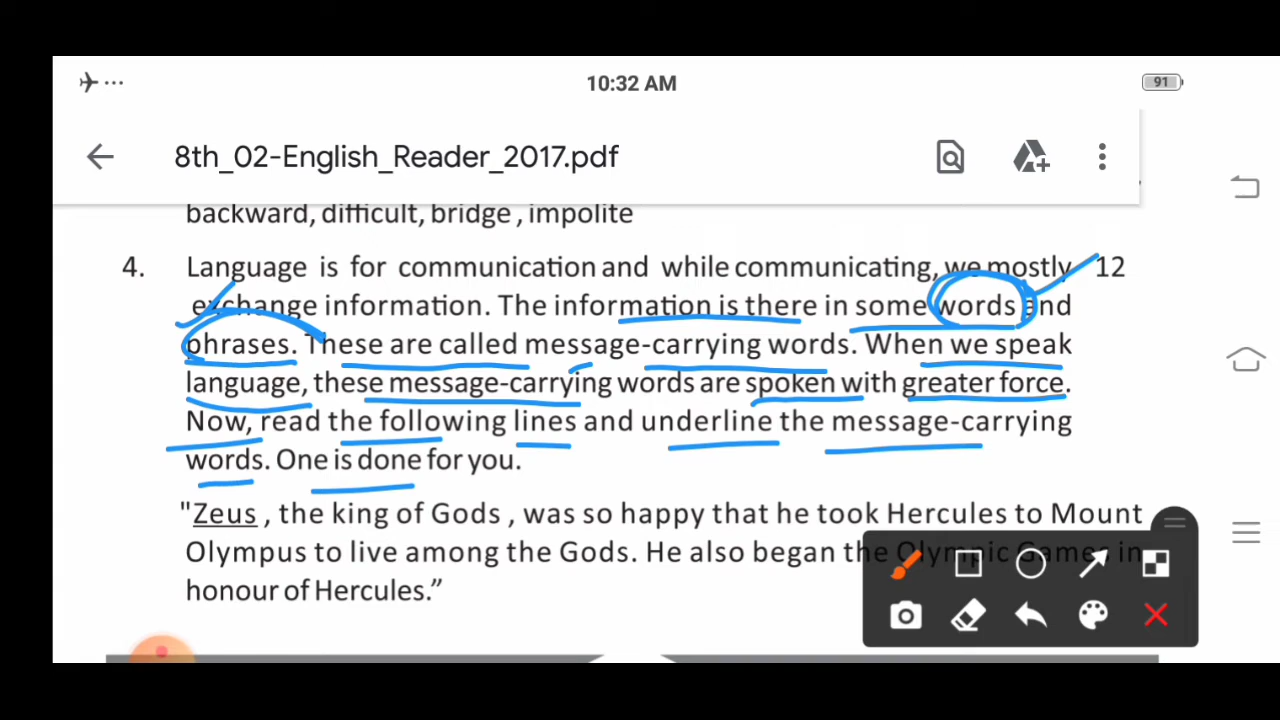 10:32 AM
91
8th_02-English_Reader_2017.pdf
backward, difficult, bridge , impolite
4. Language is for communication and while communicating, we mostly 12
exchange information. The information is there in some words and
phrases. These are called message-carrying words. When we speak
language, these message-carrying words are spoken with greater force.
Now, read the following lines and underline the message-carrying
words. One is done for you.
"Zeus , the king of Gods , was so happy that he took Hercules to Mount
Olympus to live among the Gods. He also began the Olympic Games in
honour of Hercules.”